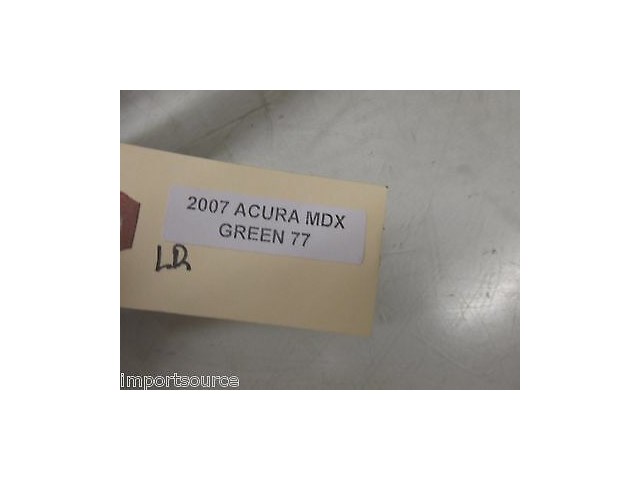 2007 ACURA MDX
GREEN 77
LR
importsource